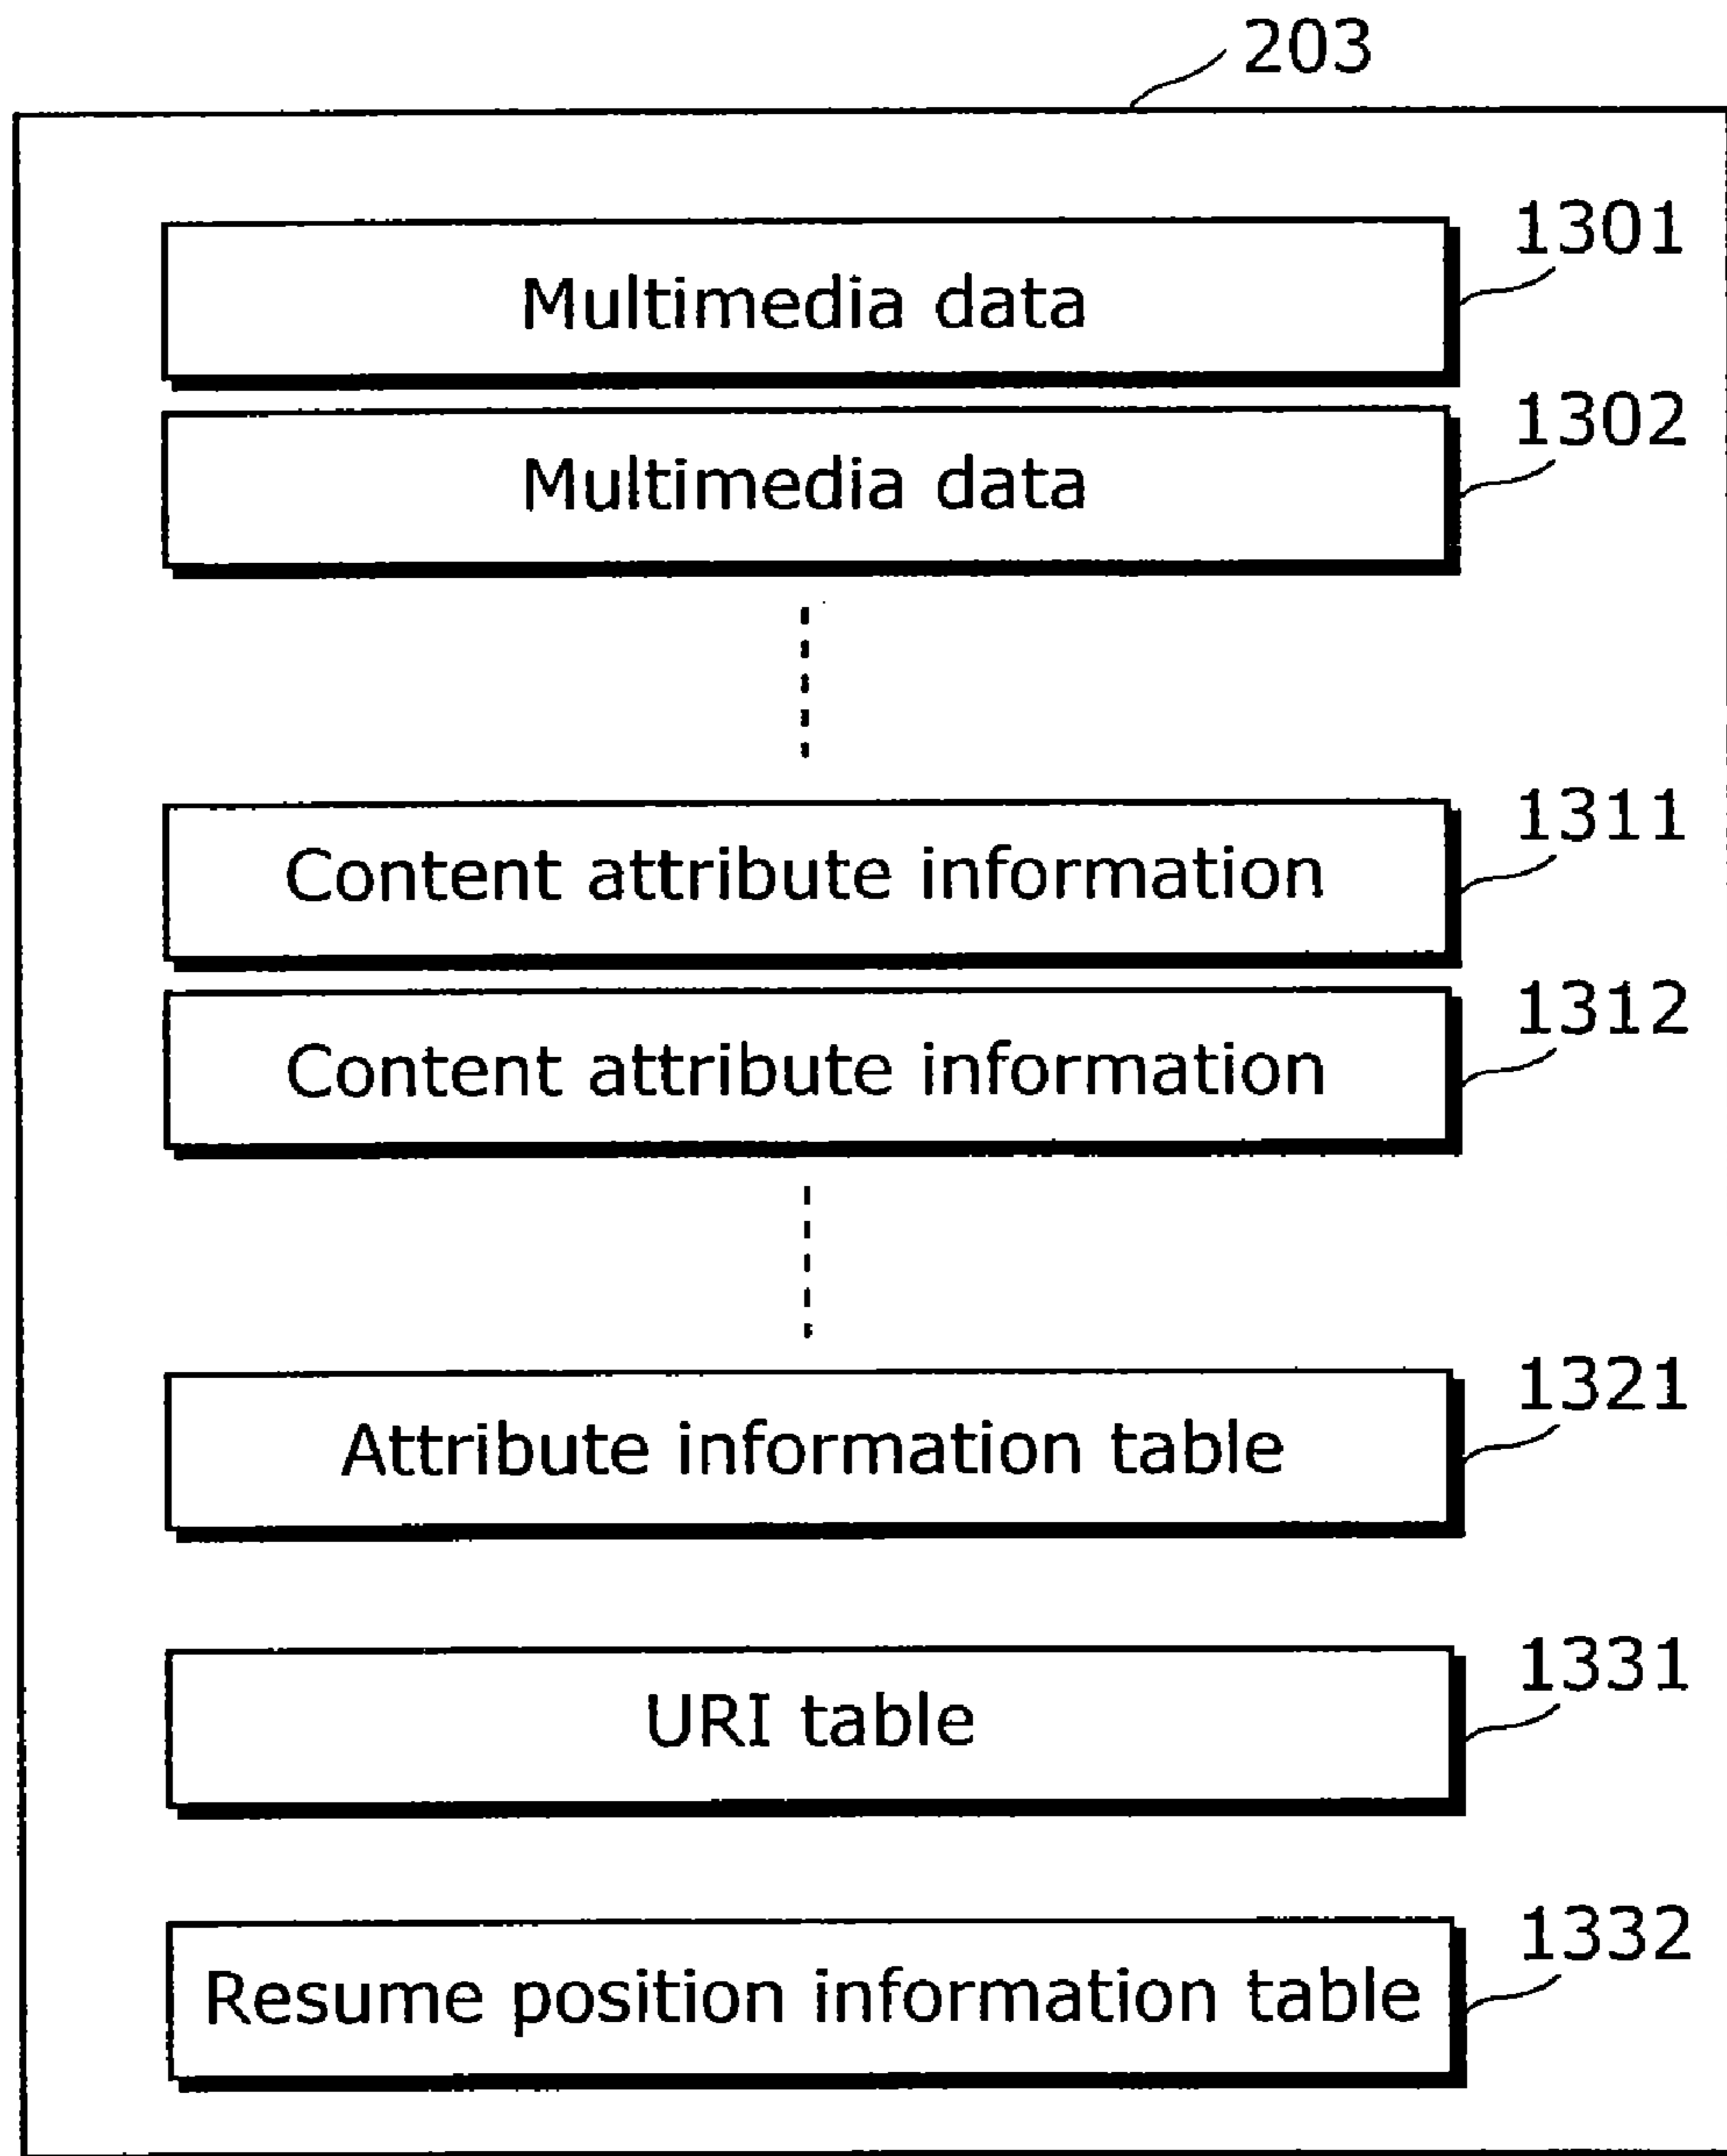 203
1301
Multimedia data
1302
Multimedia data
1311
Content attribute information
1312
Content attribute information
1321
Attribute information table
1331
URI table
1332
Resume position information table